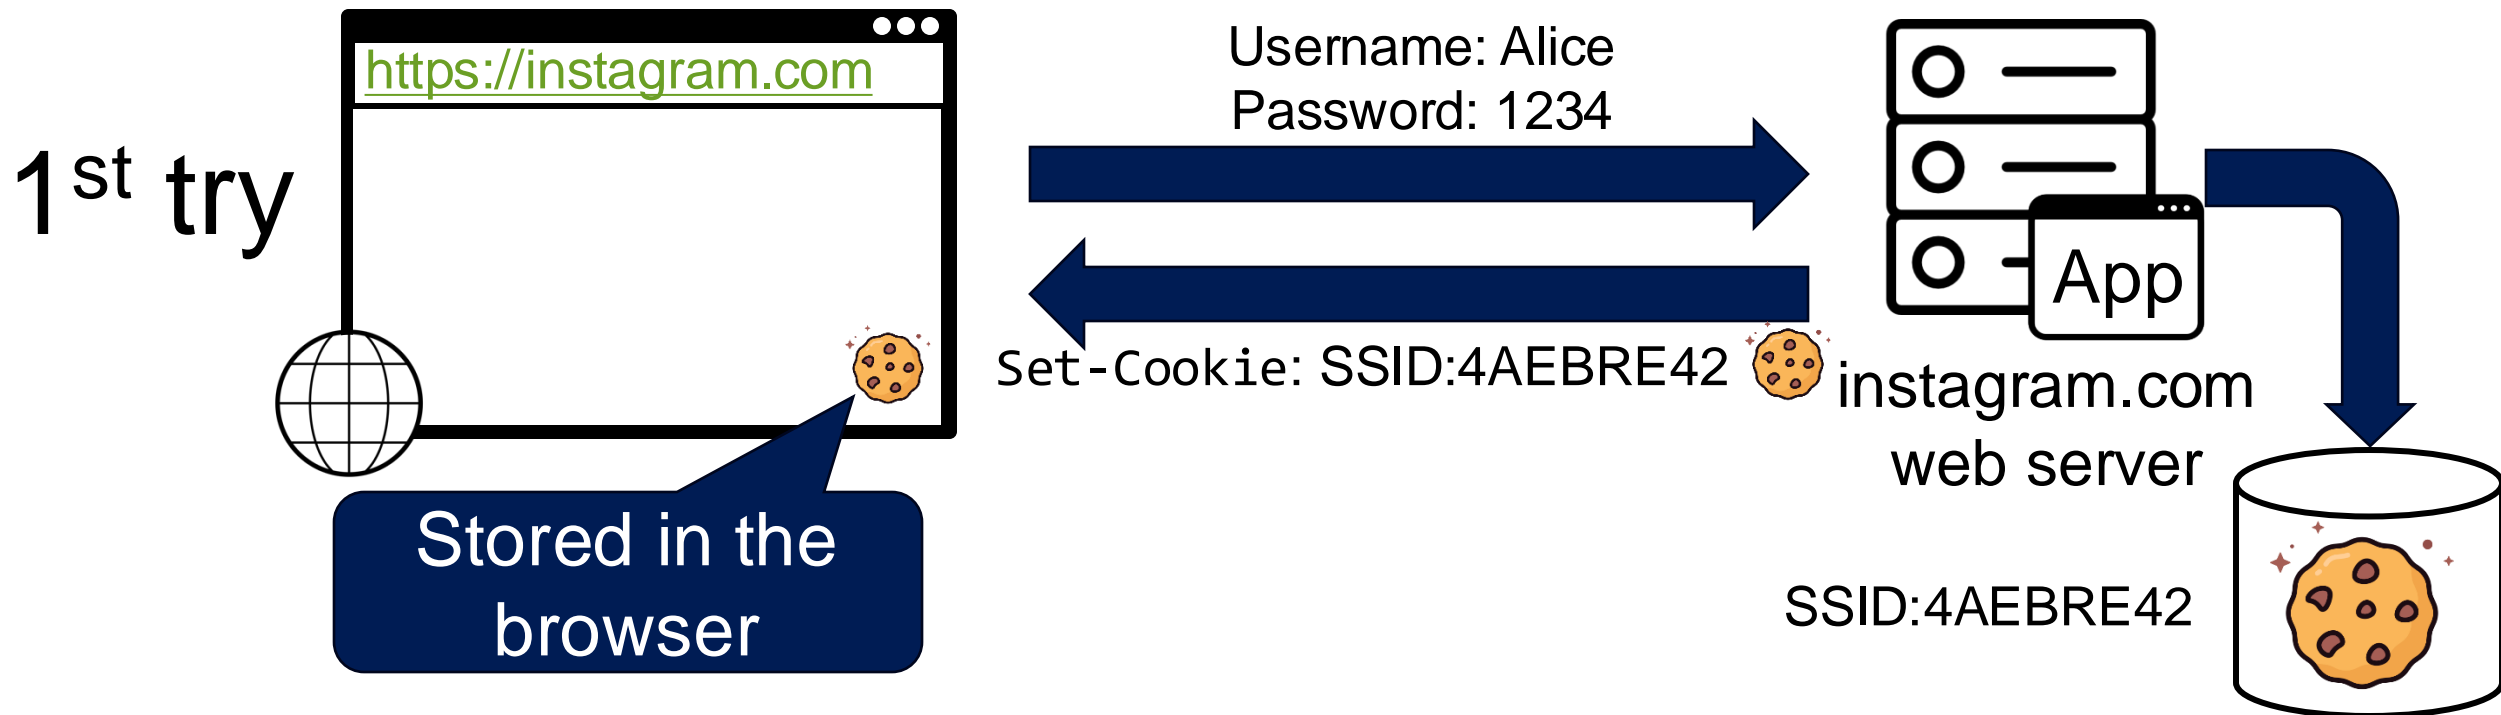 1st try
https://instagram.com
Username: Alice
Password: 1234
Set-Cookie: SSID:4AEBRE42
App
instagram.com
web server
Stored in the
browser
SSID:4AEBRE42